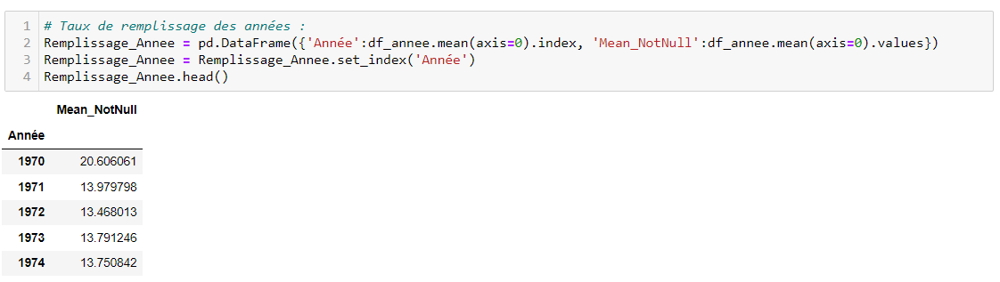 1 # Taux de remplissage des années :
2 Remplissage_Annee = pd.DataFrame({'Année':df_annee.mean(axis=0).index, 'Mean_NotNull':df_annee.mean(axis=0).values})
3 Remplissage_Annee = Remplissage_Annee.set_index('Année')
4 Remplissage_Annee.head()
Mean_NotNull
Année
1970 20.606061
1971 13.979798
1972 13.468013
1973 13.791246
1974 13.750842